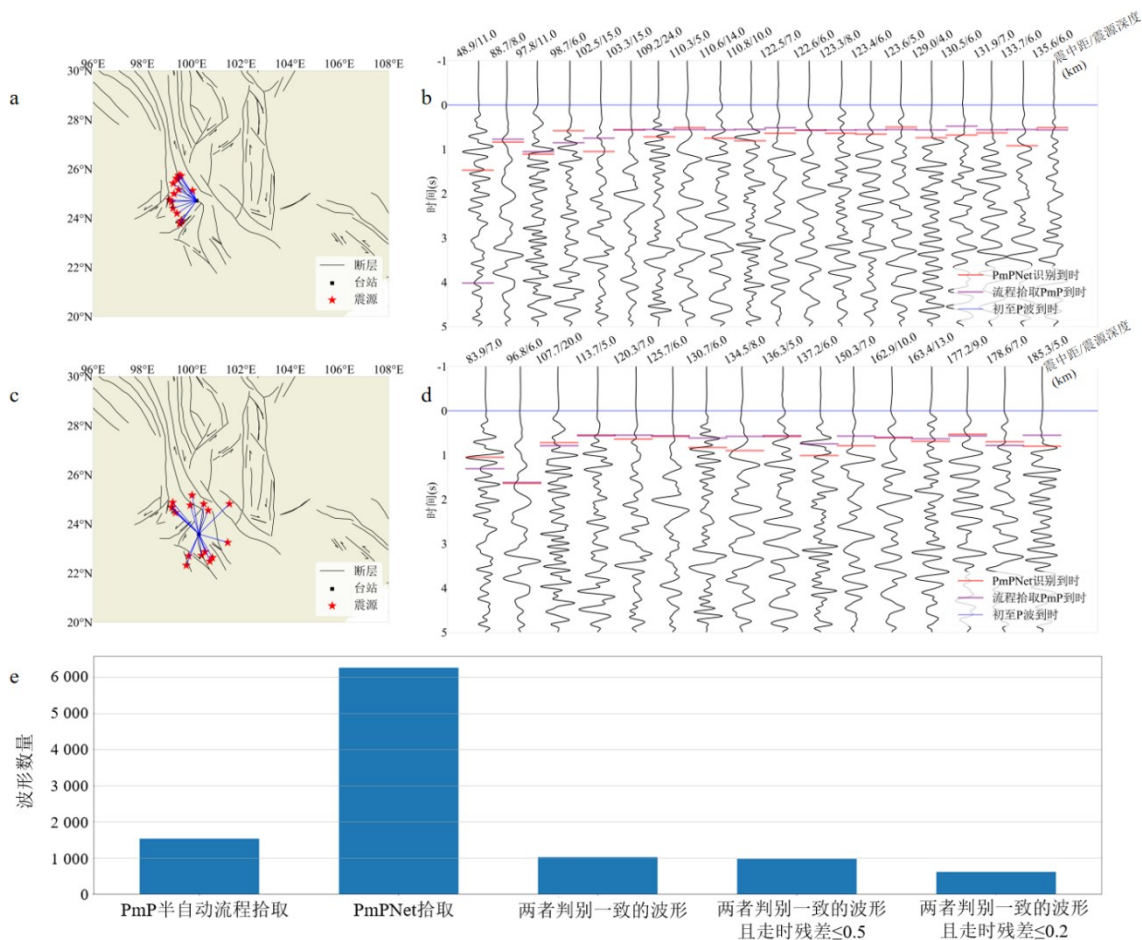 a
96°E 98°E 100°E 102°E 104°E 106°E 108°E
30°N
28°N
26°N
24°N
22°N
20°N
断层
台站
震源
b
48.9/11.0 88.7/8.0 97.8/11.0 98.7/6.0 102.5/15.0 103.3/15.0 109.2/24.0 110.3/5.0 110.6/14.0 110.8/10.0 122.5/7.0 122.6/6.0 123.3/8.0 123.4/6.0 123.6/5.0 129.0/4.0 130.5/6.0 131.9/7.0 133.7/6.0 135.6/6.0 震中距/震源深度
(km)
-1
0
1
2
3
4
5
时间(s)
PmPNet识别到时
流程拾取PmP到时
初至P波到时
c
96°E 98°E 100°E 102°E 104°E 106°E 108°E
30°N
28°N
26°N
24°N
22°N
20°N
断层
台站
震源
d
83.9/7.0 96.8/6.0 107.7/20.0 113.7/5.0 120.3/7.0 125.7/6.0 130.7/6.0 134.5/8.0 136.3/5.0 137.2/6.0 150.3/7.0 162.9/10.0 163.4/13.0 177.2/9.0 178.6/7.0 185.3/5.0 震中距/震源深度
(km)
-1
0
1
2
3
4
5
时间(s)
PmPNet识别到时
流程拾取PmP到时
初至P波到时
e
波形数量
6 000
5 000
4 000
3 000
2 000
1 000
0
PmP半自动流程拾取
PmPNet拾取
两者判别一致的波形
两者判别一致的波形
且走时残差≤0.5
两者判别一致的波形
且走时残差≤0.2